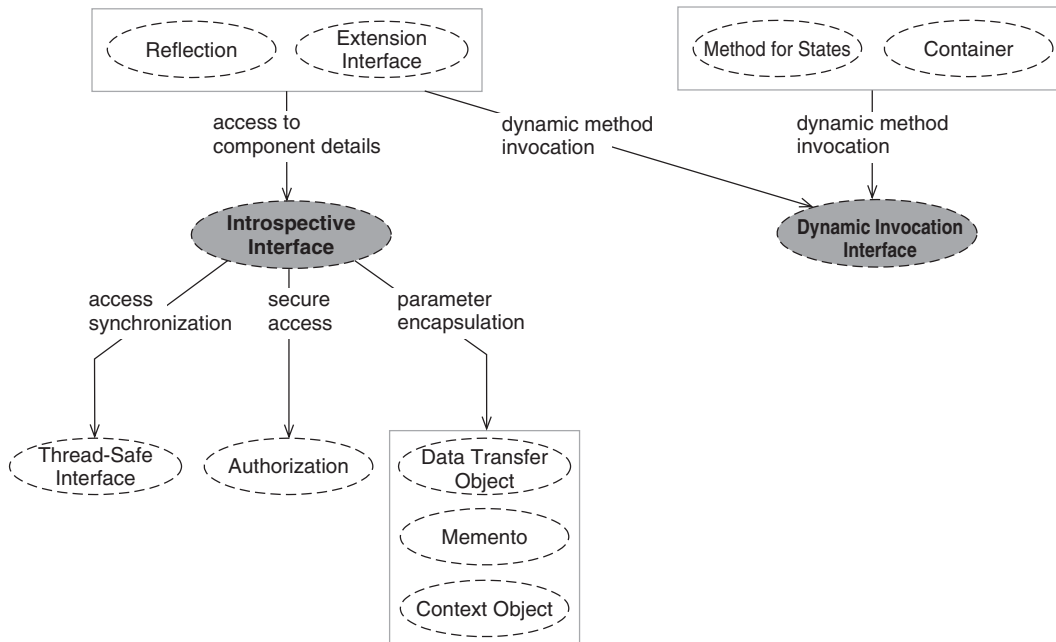 Reflection
Extension
Interface
Method for States
Container
access to
component details
dynamic method
invocation
dynamic method
invocation
Introspective
Interface
Dynamic Invocation
Interface
access
synchronization
secure
access
parameter
encapsulation
Thread-Safe
Interface
Authorization
Data Transfer
Object
Memento
Context Object